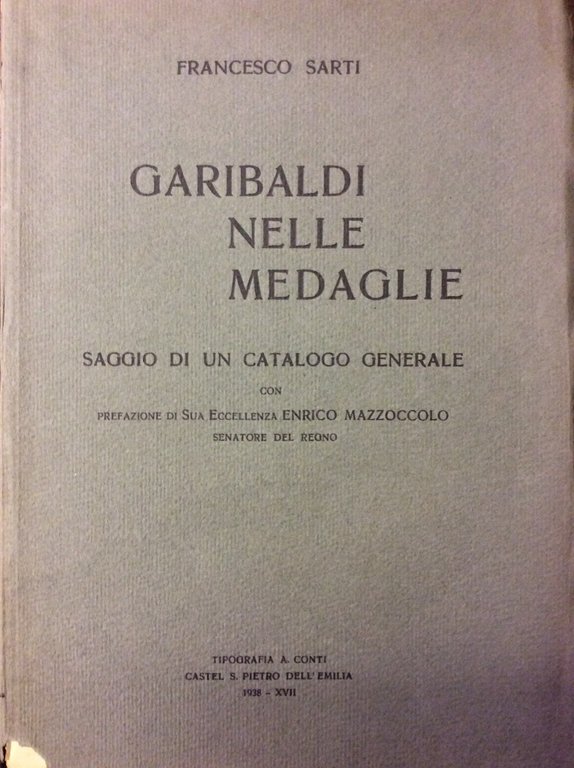 FRANCESCO SARTI
GARIBALDI
NELLE
MEDAGLIE
SAGGIO DI UN CATALOGO GENERALE
CON
PREFAZIONE DI SUA ECCELLENZA ENRICO MAZZOCCOLO
SENATORE DEL REGNO
TIPOGRAFIA A. CONTI
CASTEL S. PIETRO DELL'EMILIA
1938 - XVII